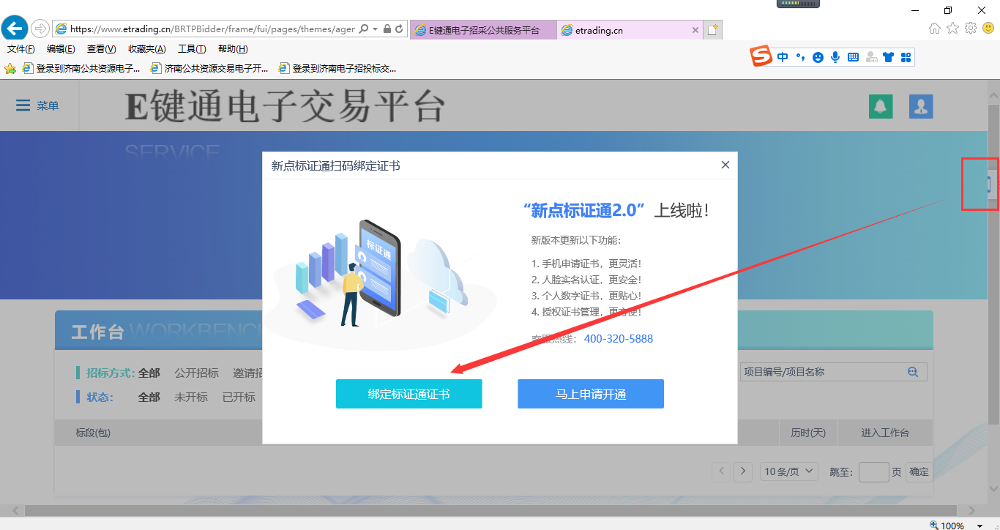 https://www.etrading.cn/BRTPBidder/frame/fui/pages/themes/ager
E键通电子招采公共服务平台
etrading.cn
文件(F) 编辑(E) 查看(V) 收藏夹(A) 工具(T) 帮助(H)
登录到济南公共资源电子...
济南公共资源交易电子开...
登录到济南电子招投标交...
S中
菜单
E键通电子交易平台
SERVICE
新点标证通扫码绑定证书
“新点标证通2.0” 上线啦！
标证通
新版本更新以下功能：
1. 手机申请证书，更灵活！
2. 人脸实名认证，更安全！
3. 个人数字证书，更贴心！
4. 授权证书管理，更方便！
客服热线： 400-320-5888
绑定标证通证书
马上申请开通
工作台 WORKBENCH
招标方式: 全部 公开招标 邀请招
项目编号/项目名称
状态: 全部 未开标 已开标
标段(包)
历时(天)
进入工作台
10 条/页
跳至: 页 确定
100%